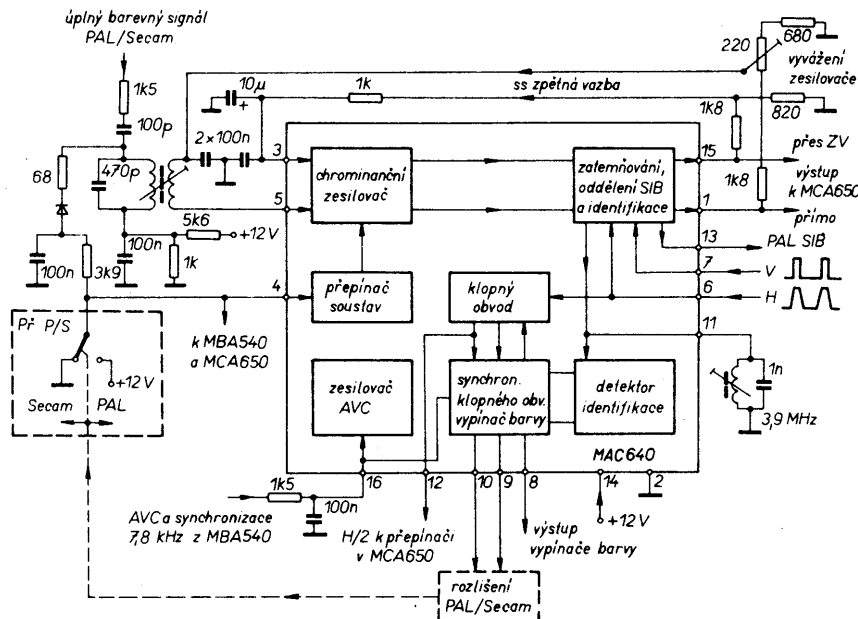 úplný barevný signál
PAL/Secam
1k5
100p
68
470p
100n
3k9
100n
1k
5k6
+12V
2×100n
10µ
+
1k
ss zpětná vazba
220
680
vyvážení
zesilovače
820
1k8
1k8
3
5
4
chrominanční
zesilovač
zatemňování,
oddělení SIB
a identifikace
15
přes ZV
výstup
k MCA650
1
přímo
13
PAL SIB
7
V
6
H
11
1n
3,9 MHz
přepínač
soustav
klopný
obvod
k MBA540
a MCA650
Př P/S
+12V
Secam
PAL
zesilovač
AVC
synchron.
klopného obv.
vypínač barvy
detektor
identifikace
MAC640
16
12
10
9
8
14
2
1k5
100n
AVC a synchronizace
7,8 kHz z MBA540
H/2 k přepínači
v MCA650
výstup
vypínače barvy
+12V
rozlišení
PAL/Secam